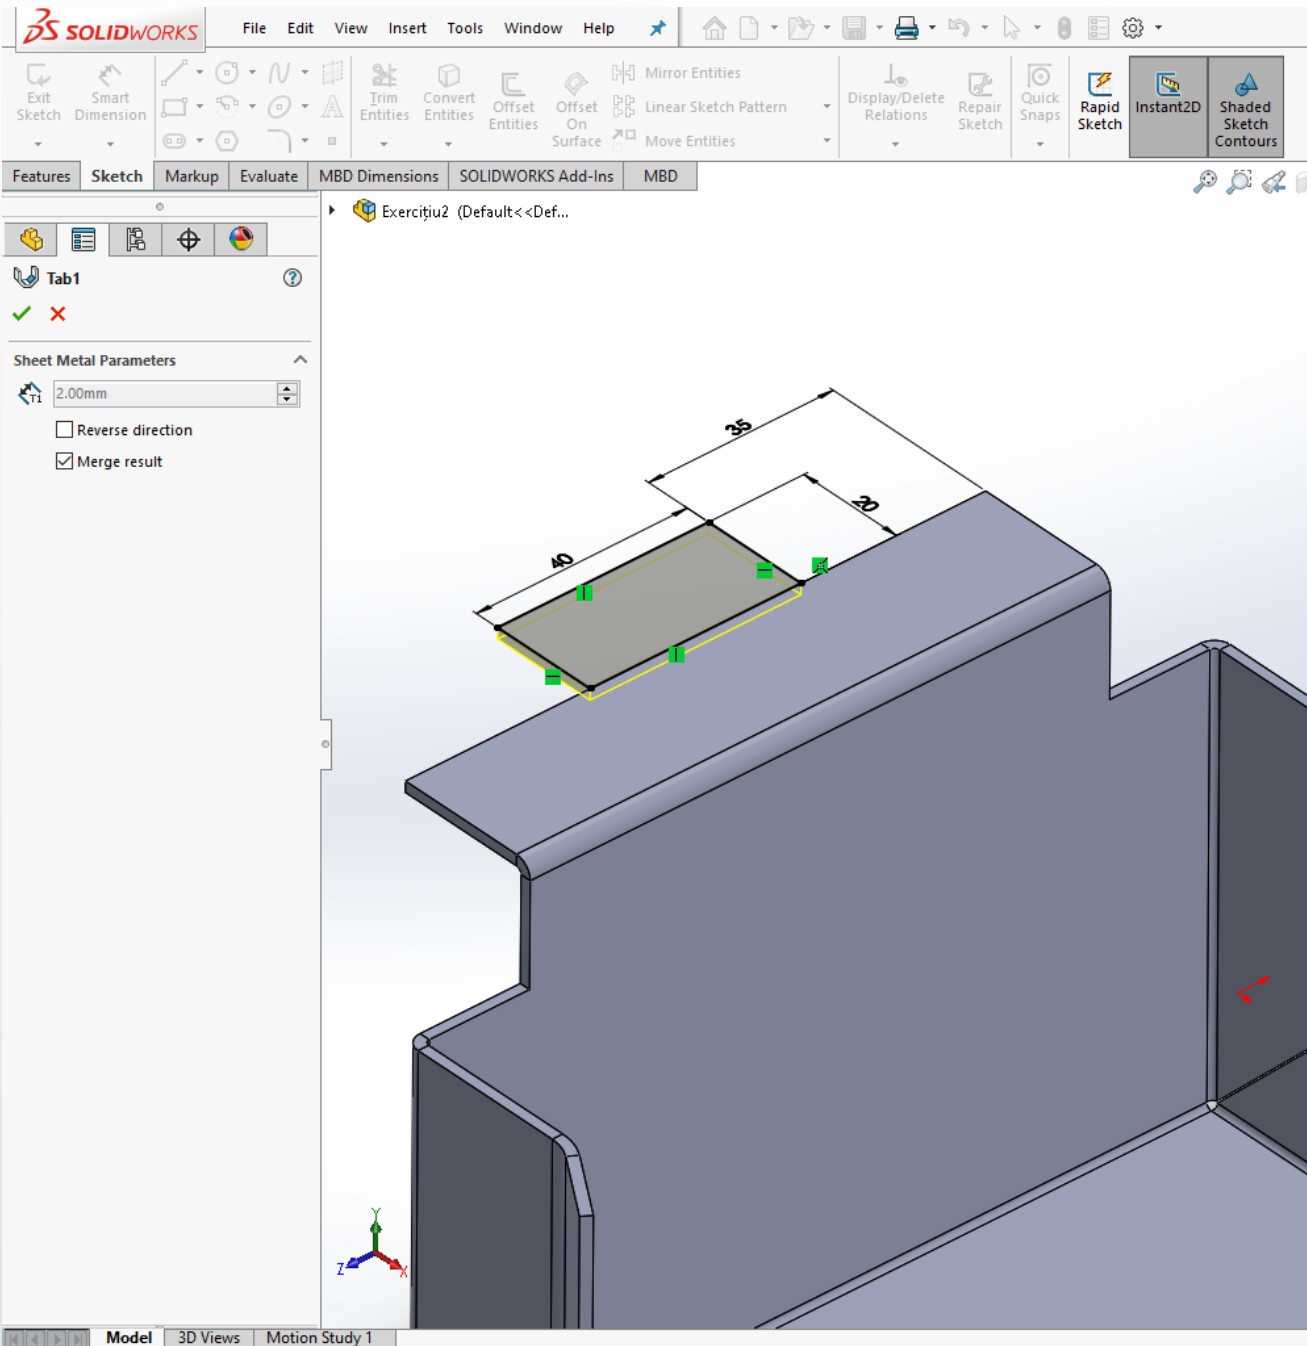 SOLIDWORKS File Edit View Insert Tools Window Help
Exit Sketch
Smart Dimension
Trim Entities
Convert Entities
Offset Entities
Offset On Surface
Mirror Entities
Linear Sketch Pattern
Move Entities
Display/Delete Relations
Repair Sketch
Quick Snaps
Rapid Sketch
Instant2D
Shaded Sketch Contours
Features Sketch Markup Evaluate MBD Dimensions SOLIDWORKS Add-Ins MBD
Exercițiu2 (Default<<Def...
Tab1
Sheet Metal Parameters
T1 2.00mm
Reverse direction
Merge result
35
20
40
Y
Z
X
Model 3D Views Motion Study 1